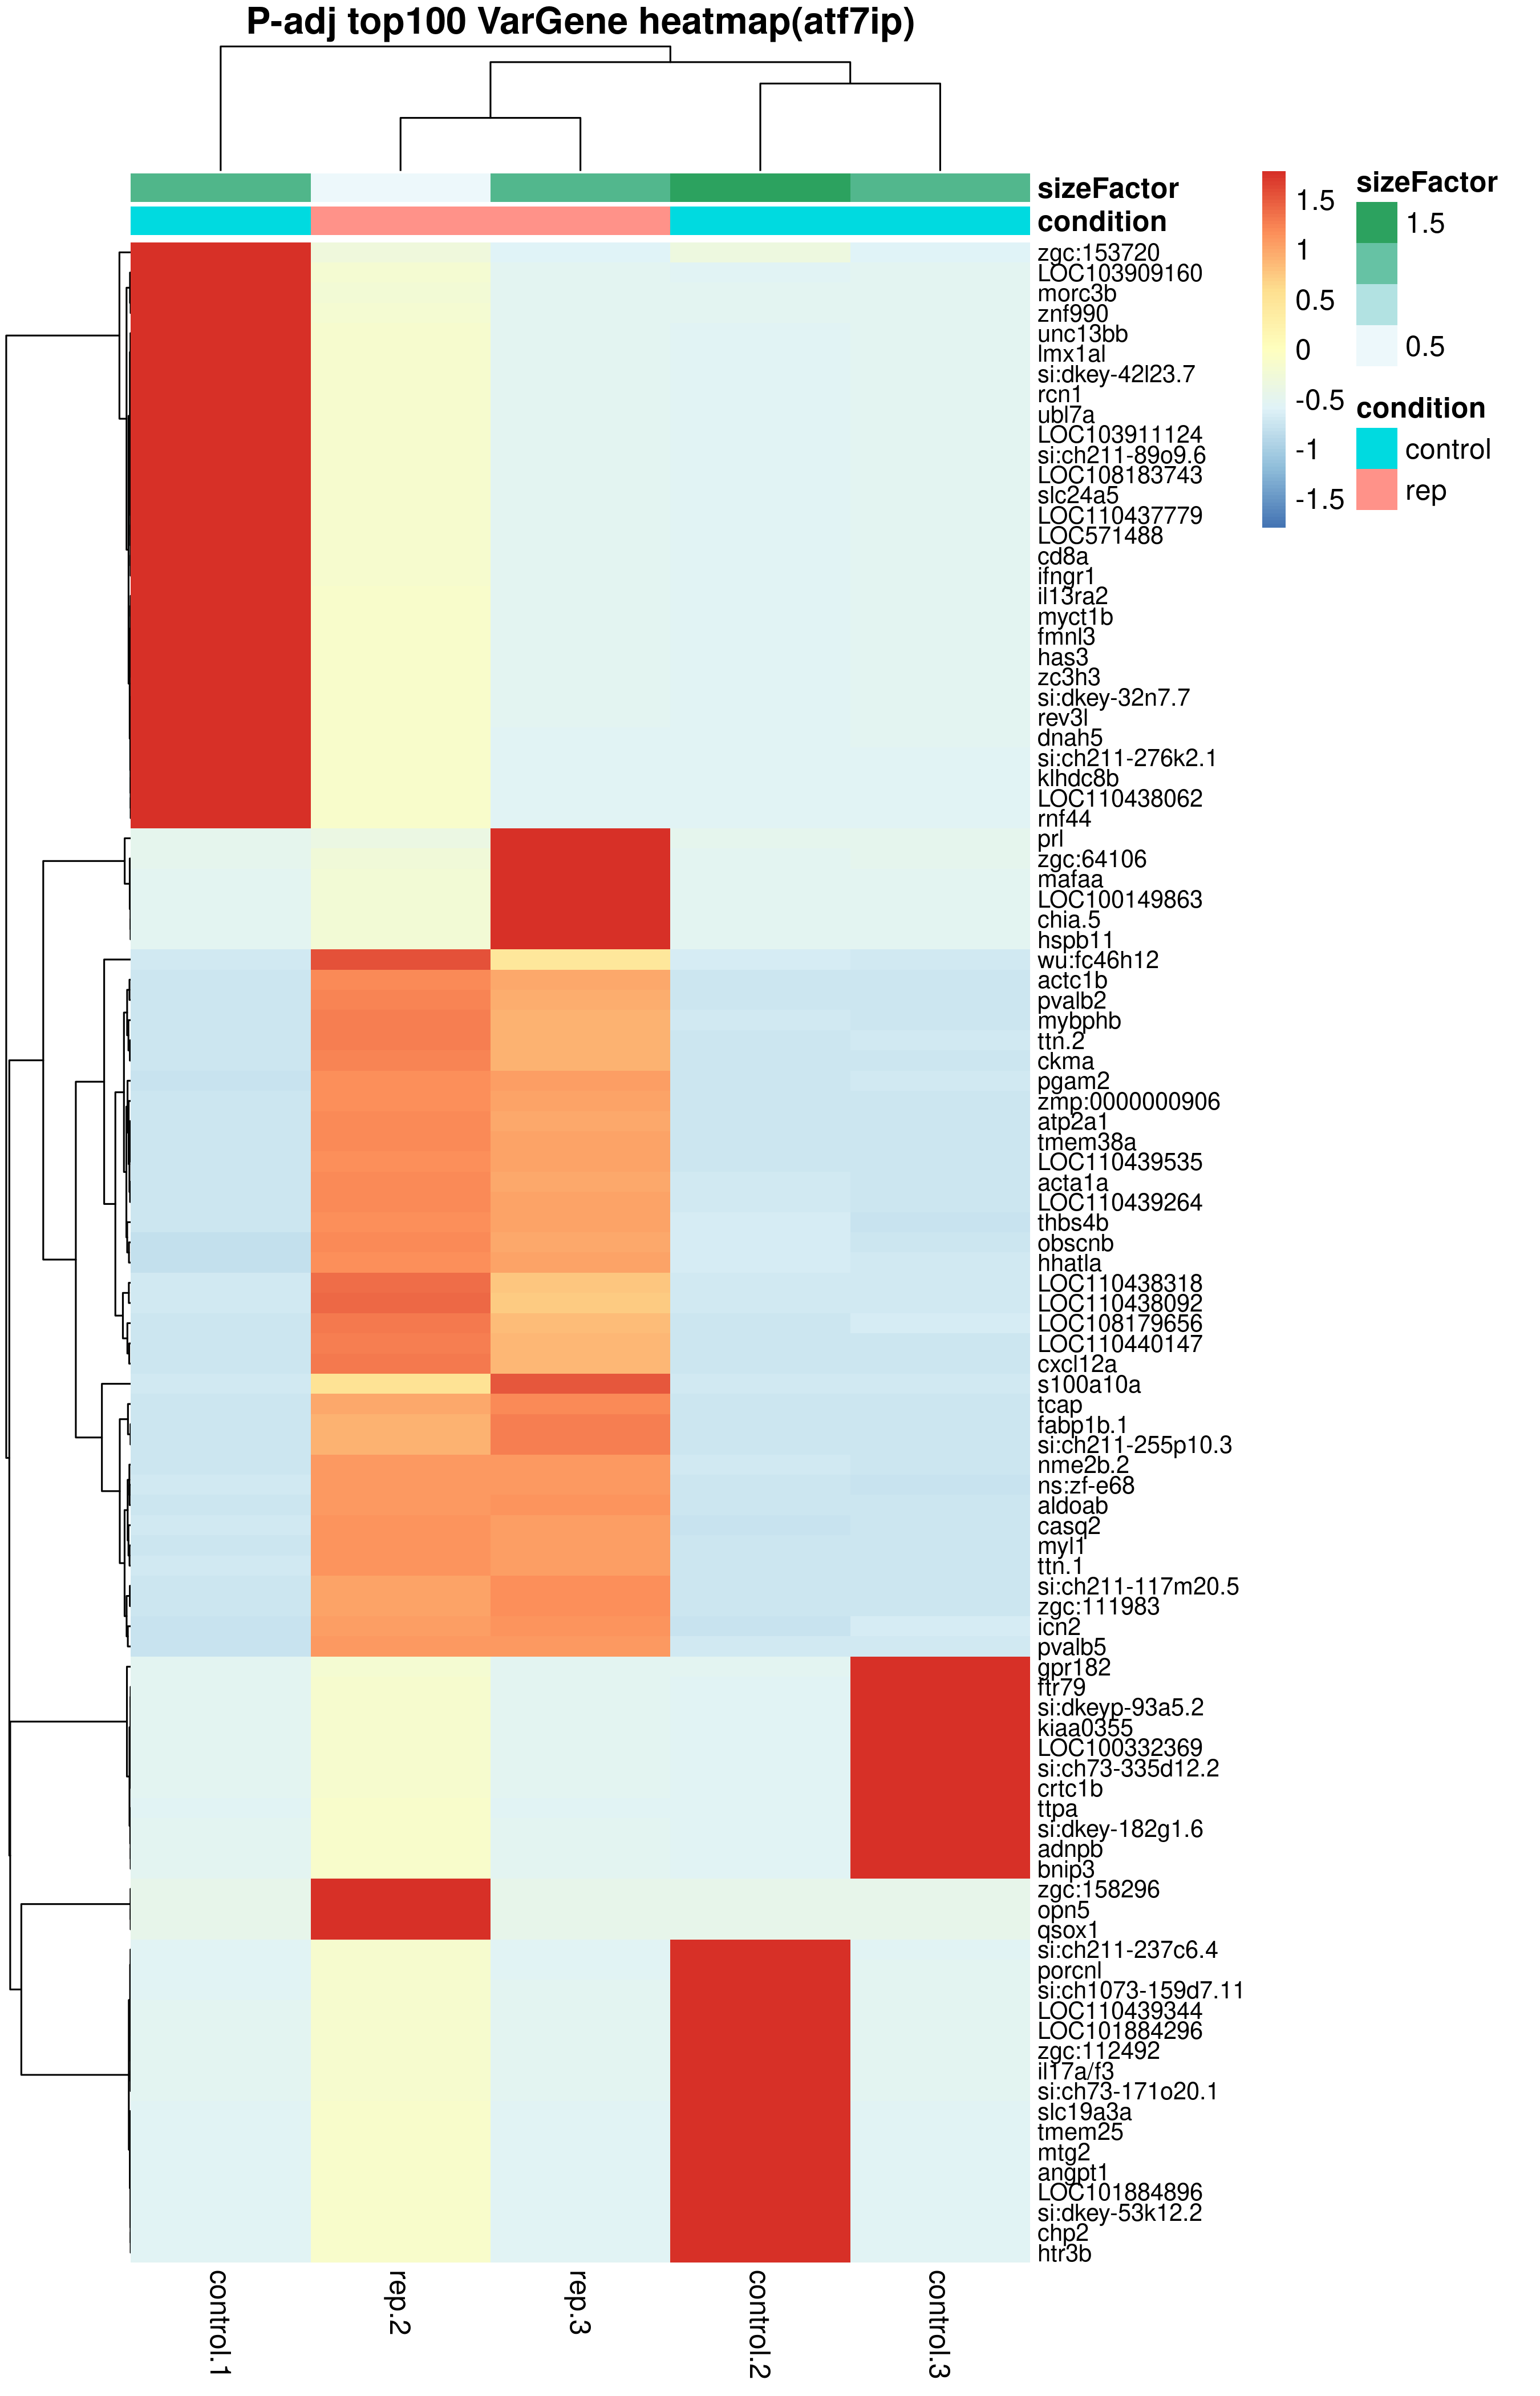 P-adj top100 VarGene heatmap(atf7ip)
sizeFactor
condition
zgc:153720
LOC103909160
morc3b
znf990
unc13bb
lmx1al
si:dkey-42l23.7
rcn1
ubl7a
LOC103911124
si:ch211-89o9.6
LOC108183743
slc24a5
LOC110437779
LOC571488
cd8a
ifngr1
il13ra2
myct1b
fmnl3
has3
zc3h3
si:dkey-32n7.7
rev3l
dnah5
si:ch211-276k2.1
klhdc8b
LOC110438062
rnf44
prl
zgc:64106
mafaa
LOC100149863
chia.5
hspb11
wu:fc46h12
actc1b
pvalb2
mybphb
ttn.2
ckma
pgam2
zmp:0000000906
atp2a1
tmem38a
LOC110439535
acta1a
LOC110439264
thbs4b
obscnb
hhatla
LOC110438318
LOC110438092
LOC108179656
LOC110440147
cxcl12a
s100a10a
tcap
fabp1b.1
si:ch211-255p10.3
nme2b.2
ns:zf-e68
aldoab
casq2
myl1
ttn.1
si:ch211-117m20.5
zgc:111983
icn2
pvalb5
gpr182
ftr79
si:dkeyp-93a5.2
kiaa0355
LOC100332369
si:ch73-335d12.2
crtc1b
ttpa
si:dkey-182g1.6
adnpb
bnip3
zgc:158296
opn5
qsox1
si:ch211-237c6.4
porcnl
si:ch1073-159d7.11
LOC110439344
LOC101884296
zgc:112492
il17a/f3
si:ch73-171o20.1
slc19a3a
tmem25
mtg2
angpt1
LOC101884896
si:dkey-53k12.2
chp2
htr3b
control.1
rep.2
rep.3
control.2
control.3
1.5
1
0.5
0
-0.5
-1
-1.5
sizeFactor
1.5
0.5
condition
control
rep